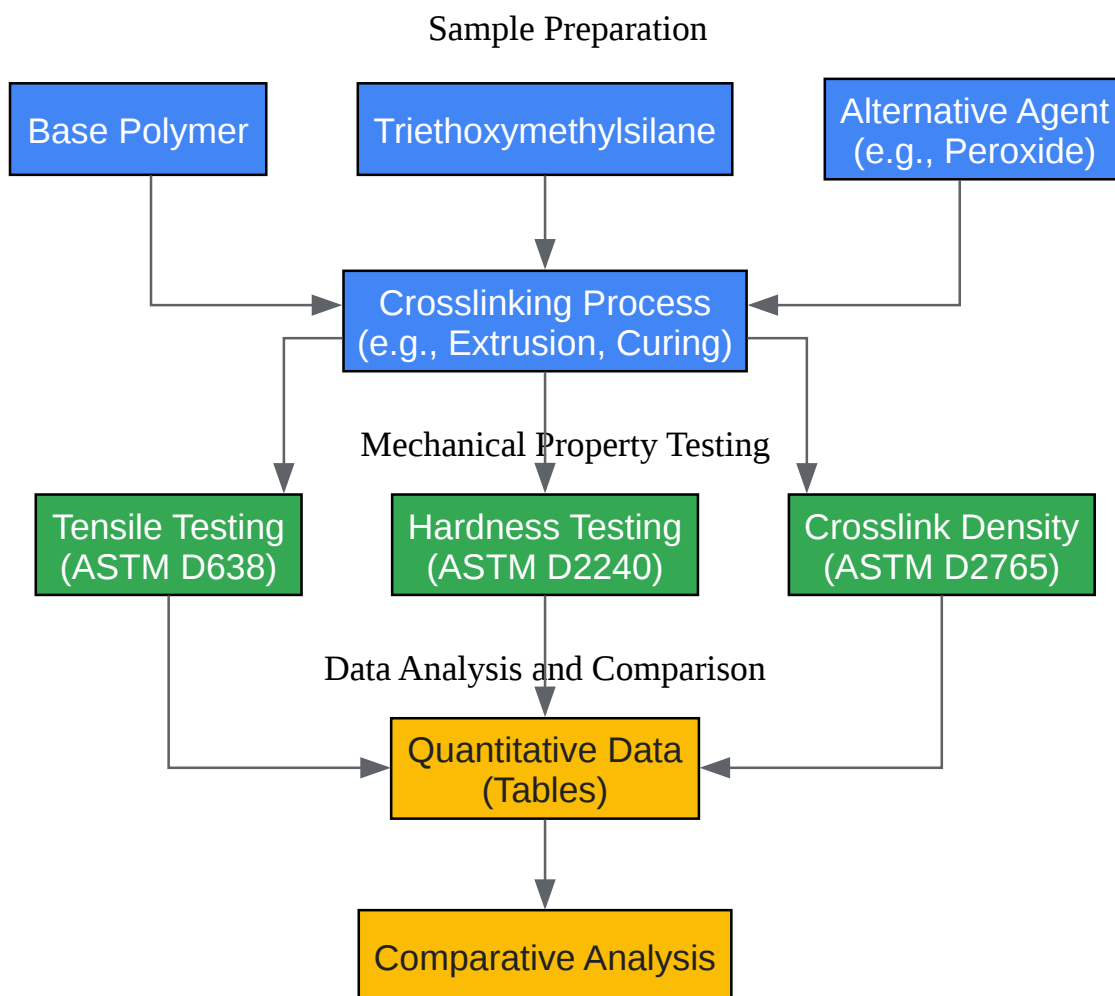 Sample Preparation
Base Polymer
Triethoxymethylsilane
Alternative Agent
(e.g., Peroxide)
Crosslinking Process
(e.g., Extrusion, Curing)
Mechanical Property Testing
Tensile Testing
(ASTM D638)
Hardness Testing
(ASTM D2240)
Crosslink Density
(ASTM D2765)
Data Analysis and Comparison
Quantitative Data
(Tables)
Comparative Analysis